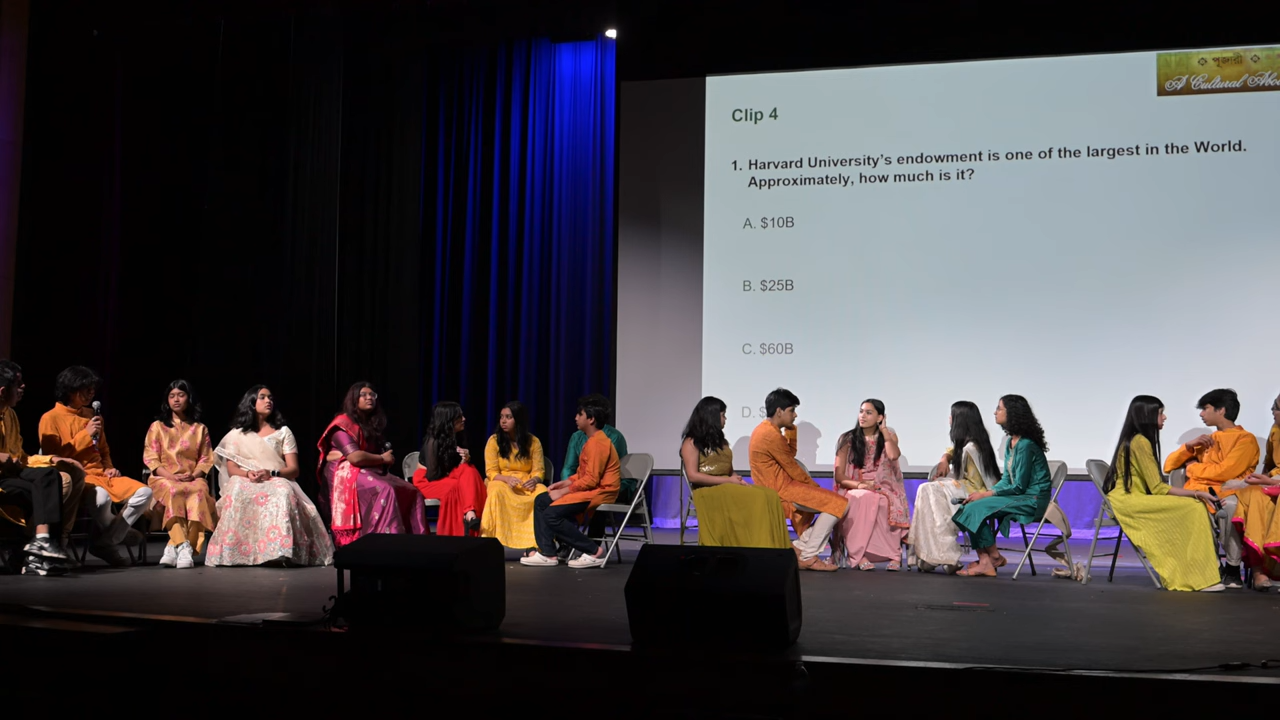 পূজারী
A Cultural
Clip 4
1. Harvard University's endowment is one of the largest in the World.
Approximately, how much is it?
A. $10B
B. $25B
C. $60B
D. $